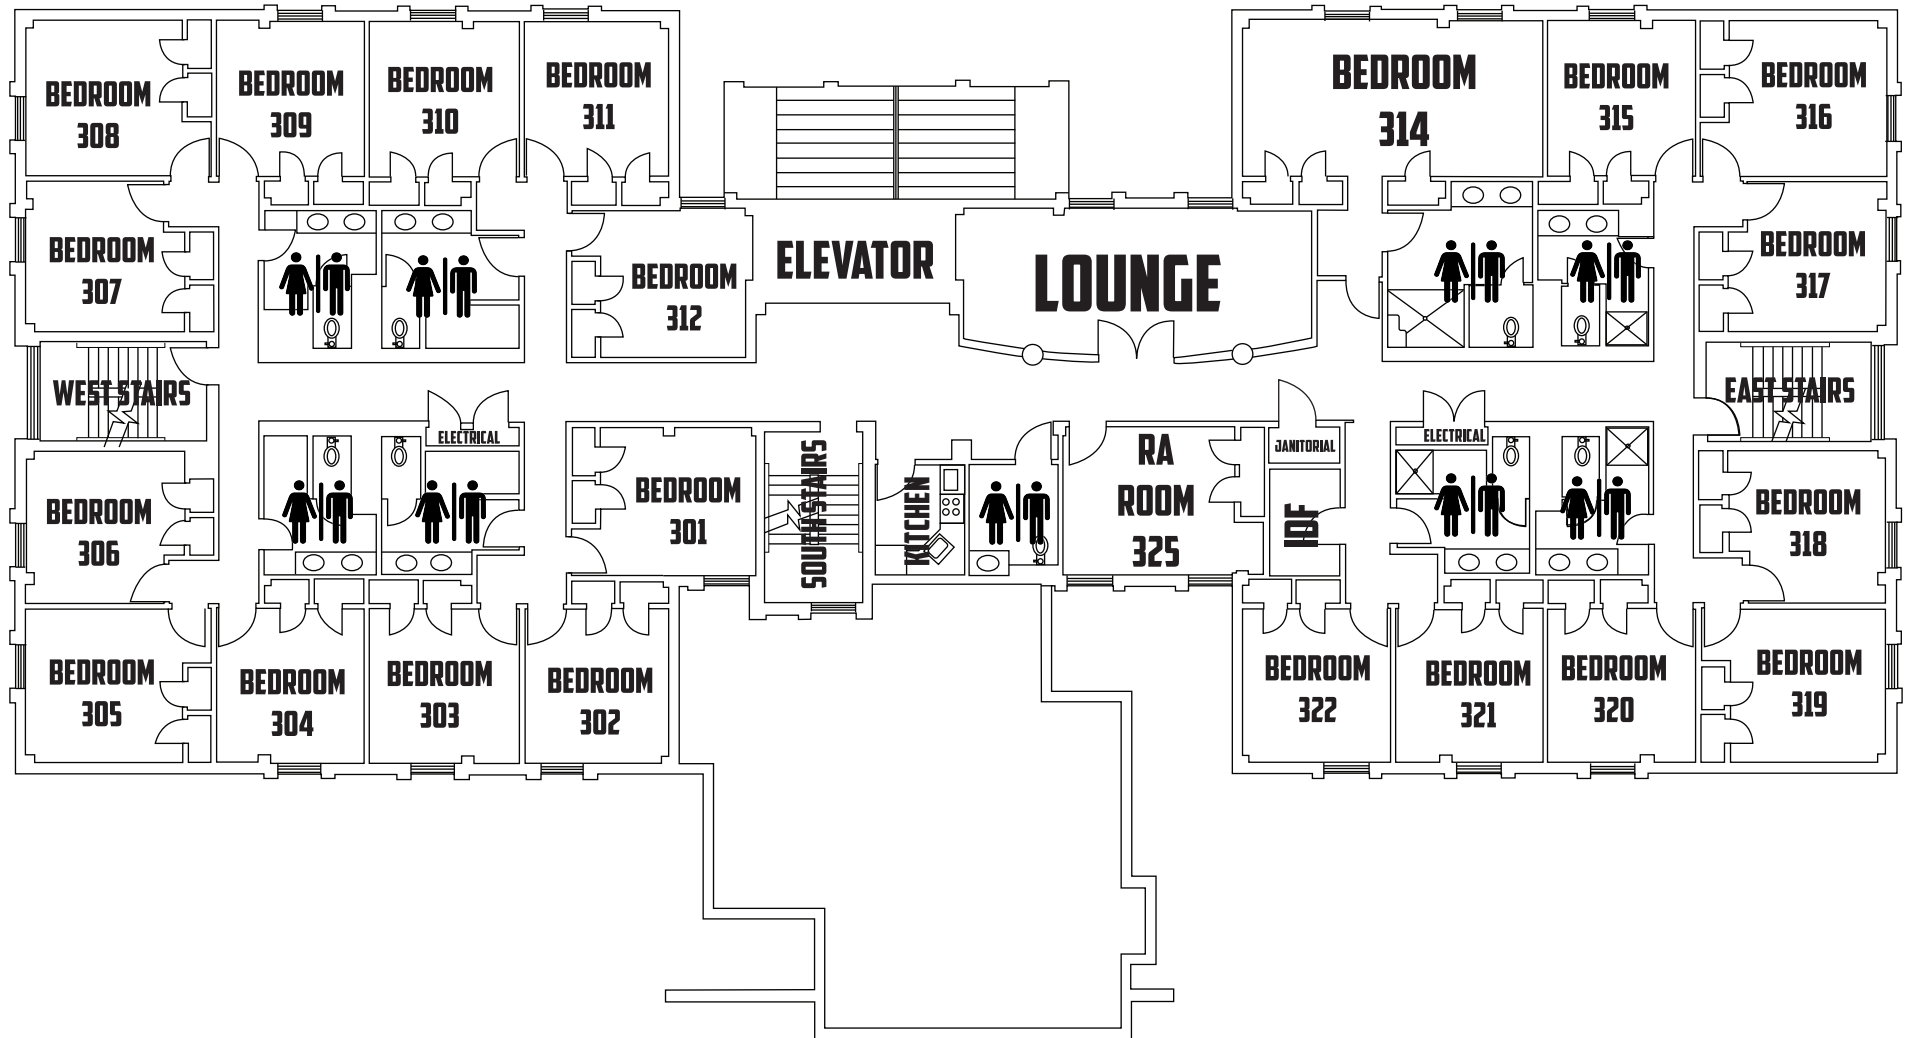 BEDROOM
308
BEDROOM
309
BEDROOM
310
BEDROOM
311
BEDROOM
314
BEDROOM
315
BEDROOM
316
BEDROOM
307
BEDROOM
312
ELEVATOR
LOUNGE
BEDROOM
317
WEST STAIRS
EAST STAIRS
ELECTRICAL
BEDROOM
306
BEDROOM
301
SOUTH STAIRS
KITCHEN
RA
ROOM
325
JANITORIAL
IDF
ELECTRICAL
BEDROOM
318
BEDROOM
305
BEDROOM
304
BEDROOM
303
BEDROOM
302
BEDROOM
322
BEDROOM
321
BEDROOM
320
BEDROOM
319